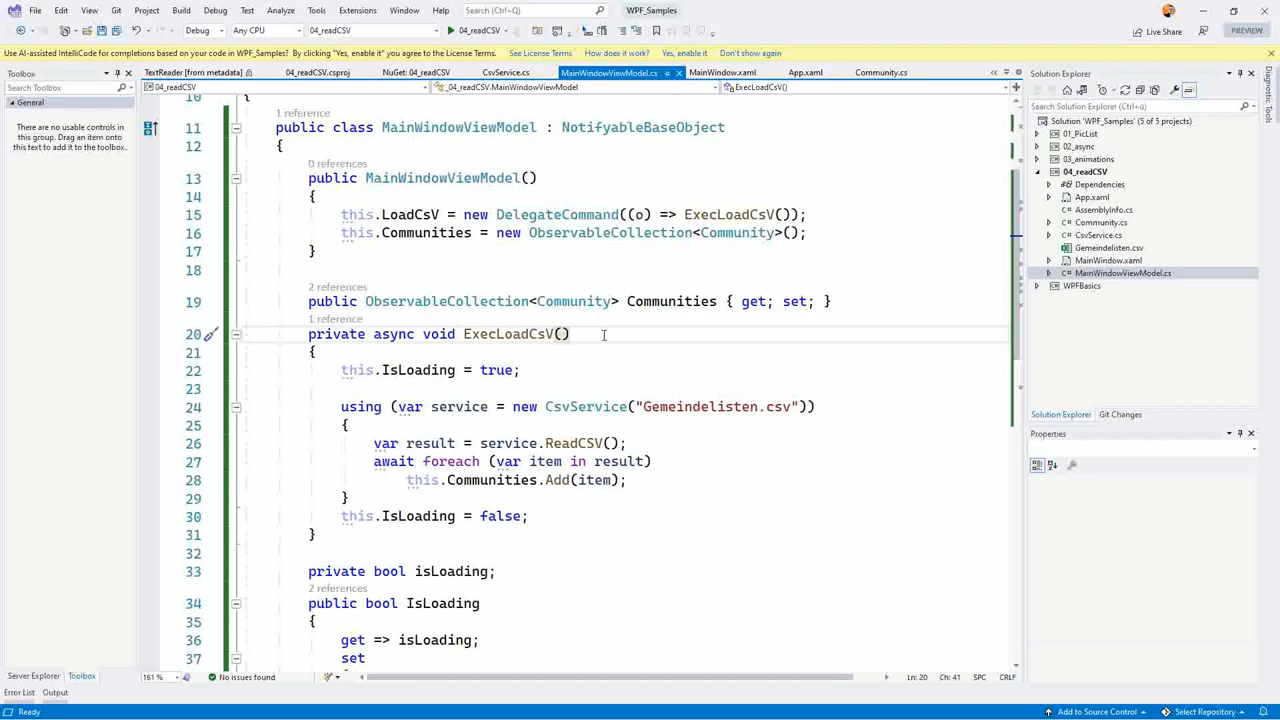 File Edit View Git Project Build Debug Test Analyze Tools Extensions Window Help Search (Ctrl+Q) WPF_Samples
Debug Any CPU 04_readCSV 04_readCSV Live Share PREVIEW
Use AI-assisted IntelliCode for completions based on your code in WPF_Samples? By clicking "Yes, enable it" you agree to the License Terms. See License Terms How does it work? Yes, enable it Don't show again
Toolbox
Search Toolbox
General
There are no usable controls in
this group. Drag an item onto
this text to add it to the toolbox.
TextReader [from metadata] 04_readCSV.csproj NuGet: 04_readCSV CsvService.cs MainWindowViewModel.cs MainWindow.xaml App.xaml Community.cs
04_readCSV _04_readCSV.MainWindowViewModel ExecLoadCsV()
10 {
1 reference
11 public class MainWindowViewModel : NotifyableBaseObject
12 {
0 references
13 public MainWindowViewModel()
14 {
15 this.LoadCsV = new DelegateCommand((o) => ExecLoadCsV());
16 this.Communities = new ObservableCollection<Community>();
17 }
18
2 references
19 public ObservableCollection<Community> Communities { get; set; }
1 reference
20 private async void ExecLoadCsV()
21 {
22 this.IsLoading = true;
23
24 using (var service = new CsvService("Gemeindelisten.csv"))
25 {
26 var result = service.ReadCSV();
27 await foreach (var item in result)
28 this.Communities.Add(item);
29 }
30 this.IsLoading = false;
31 }
32
33 private bool isLoading;
2 references
34 public bool IsLoading
35 {
36 get => isLoading;
37 set
161 % No issues found Ln: 20 Ch: 41 SPC CRLF
Solution Explorer
Search Solution Explorer (Ctrl+ü)
Solution 'WPF_Samples' (5 of 5 projects)
01_PicList
02_async
03_animations
04_readCSV
Dependencies
App.xaml
AssemblyInfo.cs
Community.cs
CsvService.cs
Gemeindelisten.csv
MainWindow.xaml
MainWindowViewModel.cs
WPFBasics
Solution Explorer Git Changes
Properties
Diagnostic Tools
Server Explorer Toolbox
Error List Output
Ready Add to Source Control Select Repository